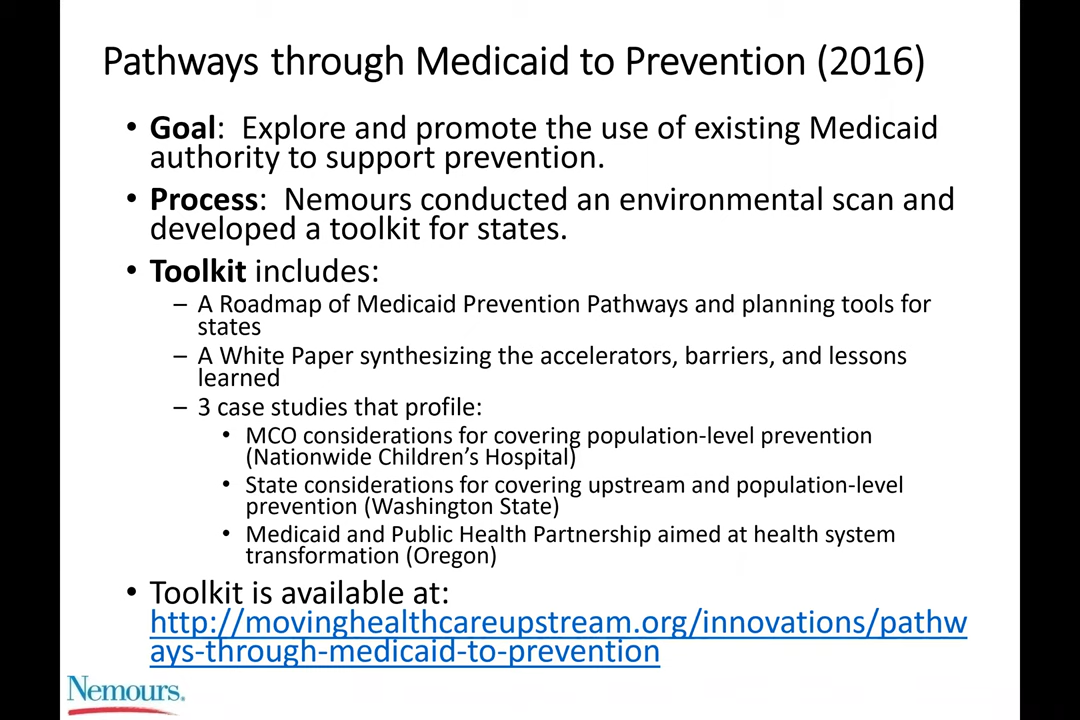 Pathways through Medicaid to Prevention (2016)
• Goal:  Explore and promote the use of existing Medicaid
authority to support prevention.
• Process:  Nemours conducted an environmental scan and
developed a toolkit for states.
• Toolkit includes:
– A Roadmap of Medicaid Prevention Pathways and planning tools for
states
– A White Paper synthesizing the accelerators, barriers, and lessons
learned
– 3 case studies that profile:
• MCO considerations for covering population-level prevention
(Nationwide Children’s Hospital)
• State considerations for covering upstream and population-level
prevention (Washington State)
• Medicaid and Public Health Partnership aimed at health system
transformation (Oregon)
• Toolkit is available at:
http://movinghealthcareupstream.org/innovations/pathw
ays-through-medicaid-to-prevention
Nemours.